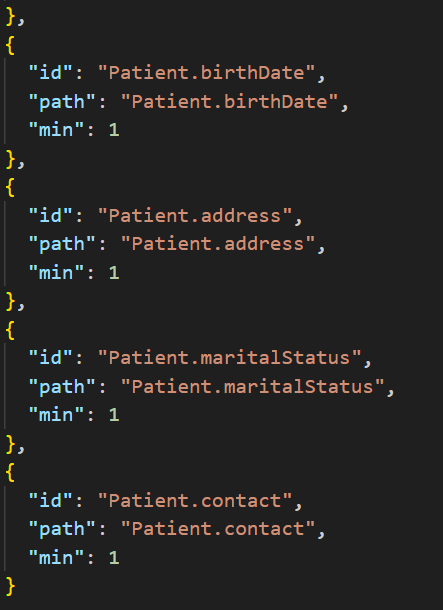 },
{
"id": "Patient.birthDate",
"path": "Patient.birthDate",
"min": 1
},
{
"id": "Patient.address",
"path": "Patient.address",
"min": 1
},
{
"id": "Patient.maritalStatus",
"path": "Patient.maritalStatus",
"min": 1
},
{
"id": "Patient.contact",
"path": "Patient.contact",
"min": 1
}